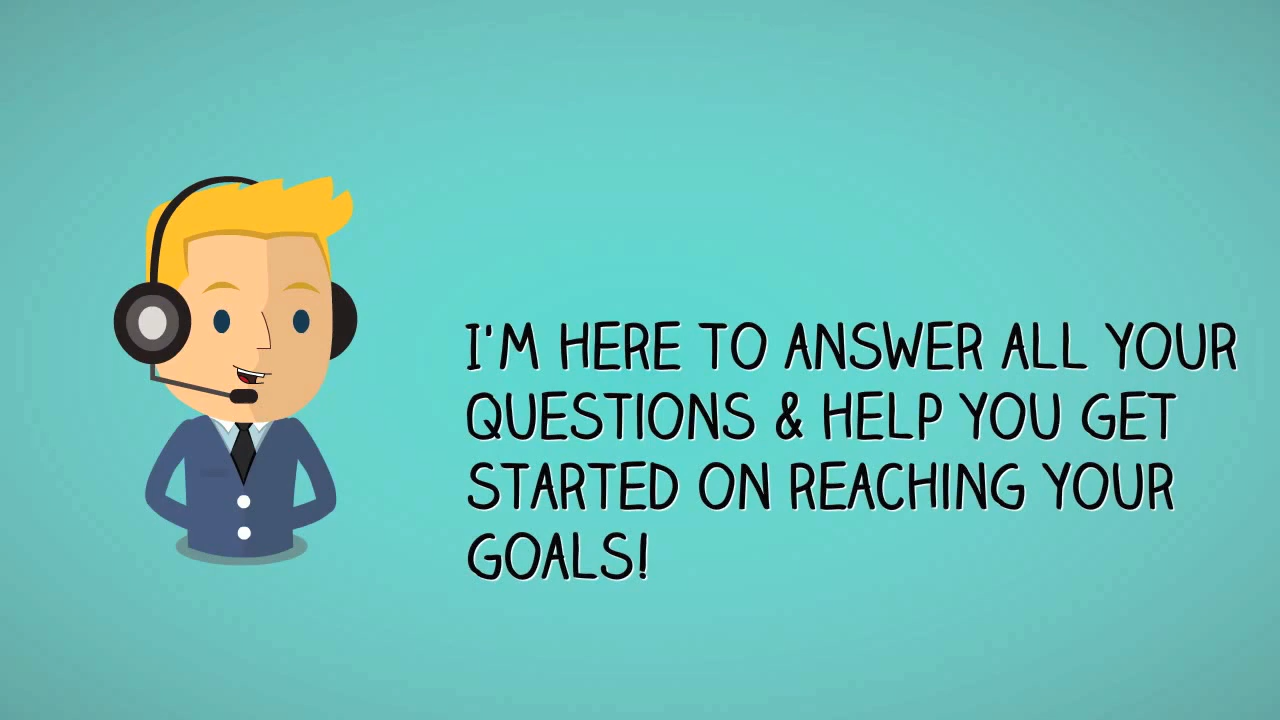 I'M HERE TO ANSWER ALL YOUR
QUESTIONS & HELP YOU GET
STARTED ON REACHING YOUR
GOALS!